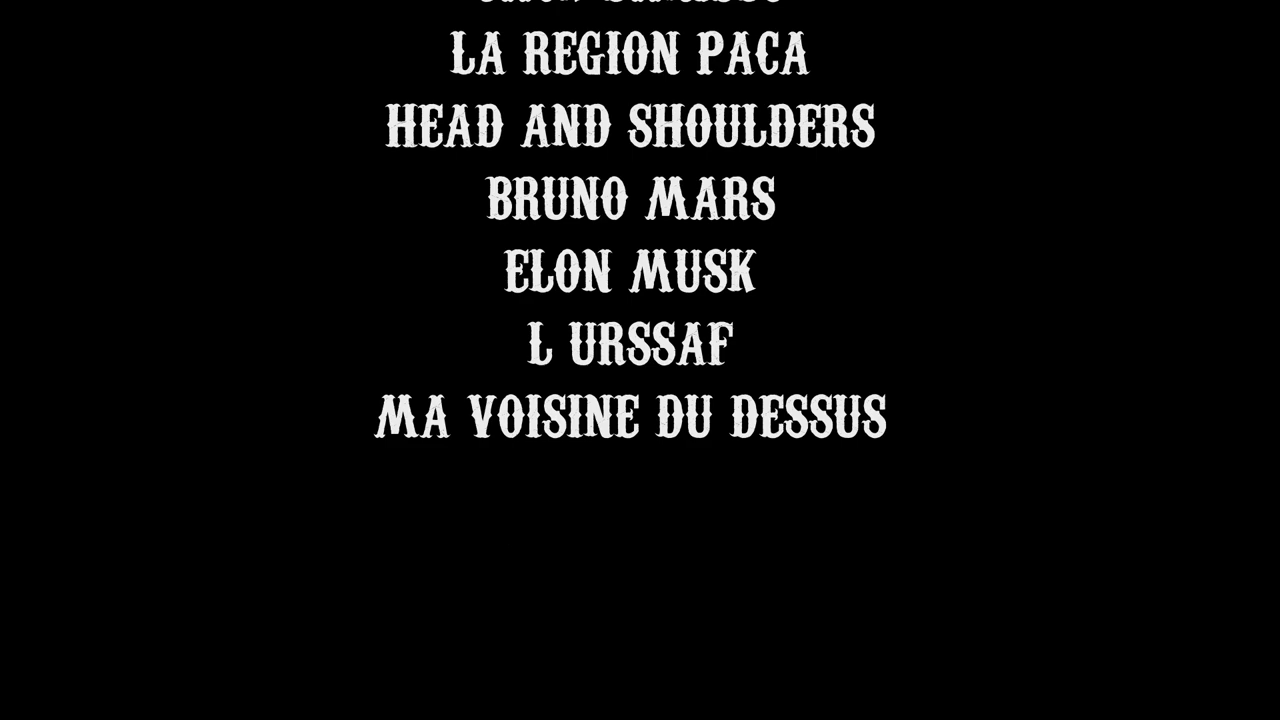 LA REGION PACA
HEAD AND SHOULDERS
BRUNO MARS
ELON MUSK
L URSSAF
MA VOISINE DU DESSUS